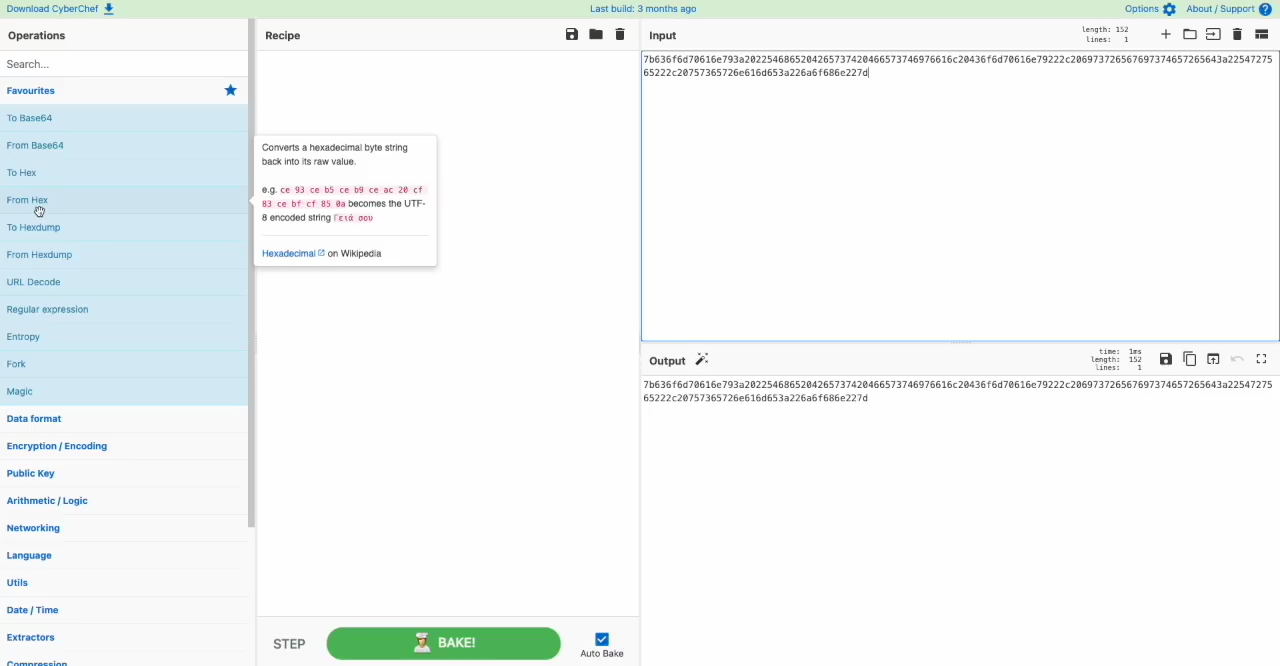 Download CyberChef
Last build: 3 months ago
Options
About / Support
Operations
Recipe
Input
length: 152
lines: 1
Search...
7b636f6d70616e793a2022546865204265737420466573746976616c20436f6d70616e79222c206973726567697374657265643a22547275
65222c20757365726e616d653a226a6f686e227d
Favourites
To Base64
From Base64
To Hex
From Hex
To Hexdump
From Hexdump
URL Decode
Regular expression
Entropy
Fork
Magic
Data format
Encryption / Encoding
Public Key
Arithmetic / Logic
Networking
Language
Utils
Date / Time
Extractors
Compression
Converts a hexadecimal byte string
back into its raw value.
e.g. ce 93 ce b5 ce b9 ce ac 20 cf
83 ce bf cf 85 0a becomes the UTF-
8 encoded string Γειά σου
Hexadecimal on Wikipedia
STEP
BAKE!
Auto Bake
Output
time: 1ms
length: 152
lines: 1
7b636f6d70616e793a2022546865204265737420466573746976616c20436f6d70616e79222c206973726567697374657265643a22547275
65222c20757365726e616d653a226a6f686e227d